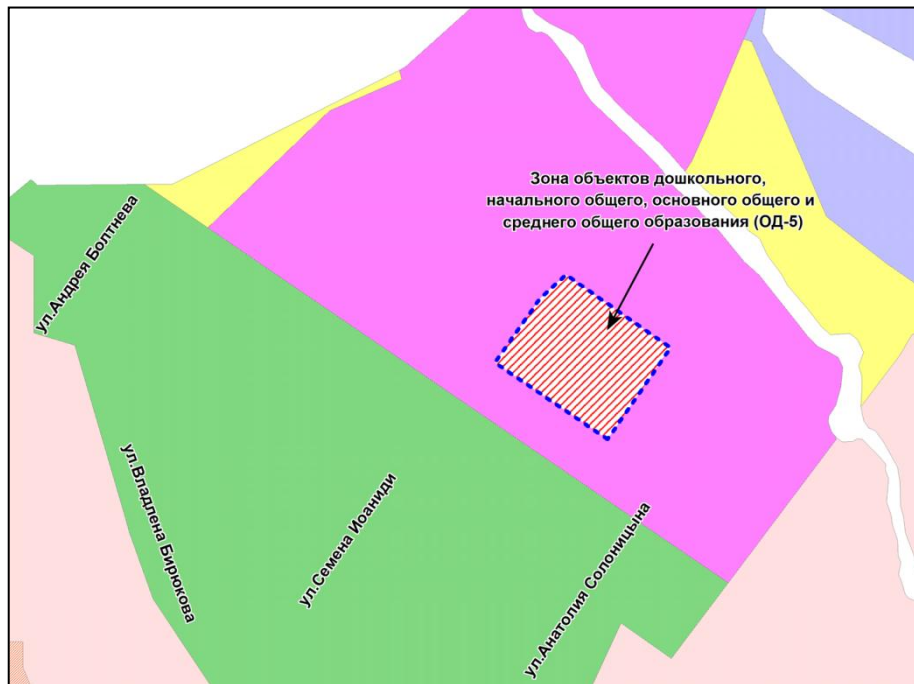 Зона объектов дошкольного,
начального общего, основного общего и
среднего общего образования (ОД-5)
ул.Андрея Болтнева
ул.Владлена Бирюкова
ул.Семена Иоаниди
ул.Анатолия Солоницына